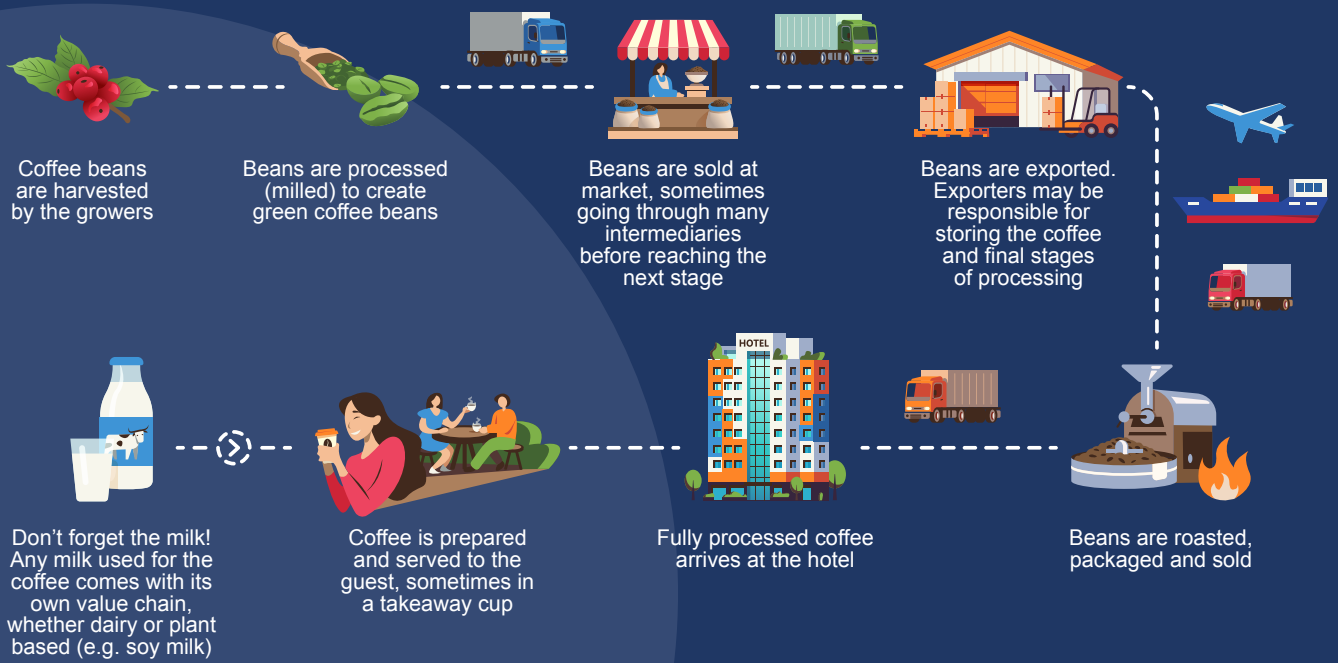 Coffee beans
are harvested
by the growers
Beans are processed
(milled) to create
green coffee beans
Beans are sold at
market, sometimes
going through many
intermediaries
before reaching the
next stage
Beans are exported.
Exporters may be
responsible for
storing the coffee
and final stages
of processing
Beans are roasted,
packaged and sold
HOTEL
Fully processed coffee
arrives at the hotel
Coffee is prepared
and served to the
guest, sometimes in
a takeaway cup
Don’t forget the milk!
Any milk used for the
coffee comes with its
own value chain,
whether dairy or plant
based (e.g. soy milk)